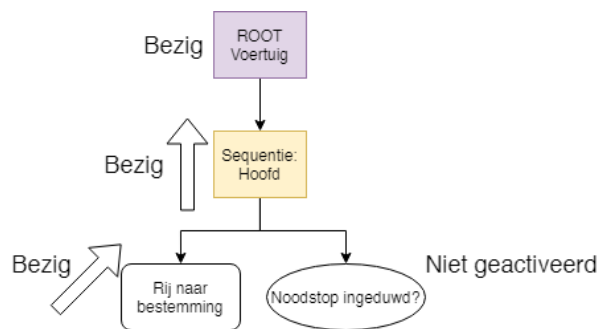 Bezig
ROOT
Voertuig
Bezig
Sequentie:
Hoofd
Bezig
Rij naar
bestemming
Noodstop ingeduwd?
Niet geactiveerd